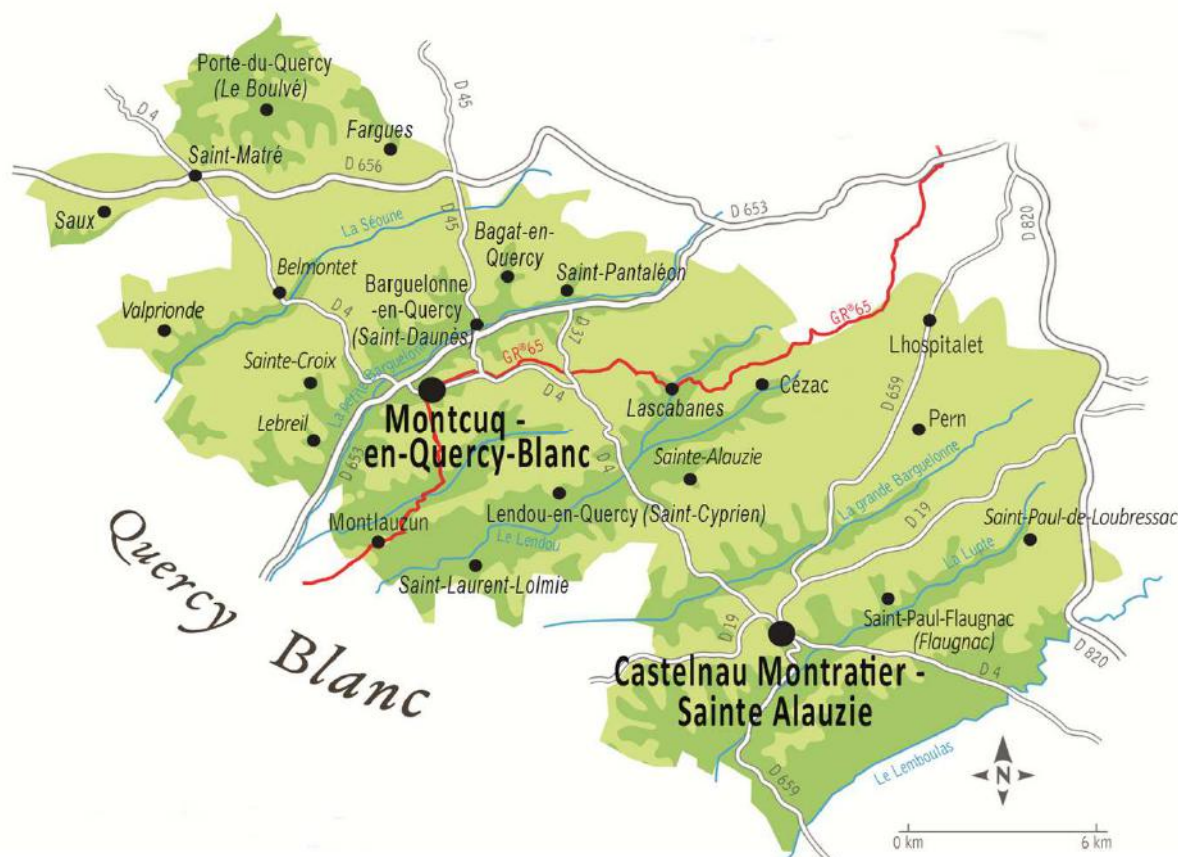 Porte-du-Quercy
(Le Boulvé)
D 4
D 45
Fargues
Saint-Matré
D 656
D 653
D 820
Saux
La Séoune
D 45
Bagat-en-
Quercy
Saint-Pantaléon
Belmontet
Valprionde
D 4
Barguelonne
-en-Quercy
(Saint-Daunès)
D 37
GR®65
GR®65
Lhospitalet
Sainte-Croix
La petite Barguelonne
D 4
Lascabanes
Cézac
D 659
Montcuq -
en-Quercy-Blanc
Lebreil
D 653
D 4
Sainte-Alauzie
Pern
La grande Barguelonne
Lendou-en-Quercy (Saint-Cyprien)
D 19
Saint-Paul-de-Loubressac
Montlauzun
Le Lendou
La Lupte
Saint-Laurent-Lolmie
Quercy Blanc
D 19
Saint-Paul-Flaugnac
(Flaugnac)
D 820
Castelnau Montratier -
Sainte Alauzie
D 4
Le Lemboulas
D 659
N
0 km
6 km